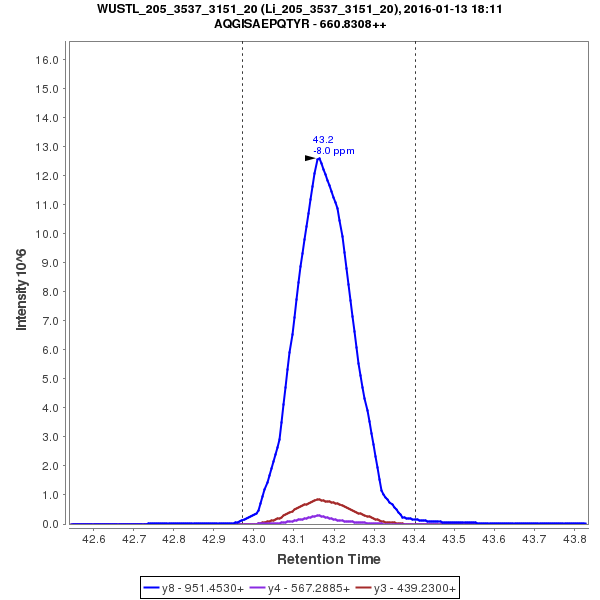 WUSTL_205_3537_3151_20 (Li_205_3537_3151_20), 2016-01-13 18:11
AQGISAEPQTYR - 660.8308++
Intensity 10^6
16.0
15.0
14.0
13.0
12.0
11.0
10.0
9.0
8.0
7.0
6.0
5.0
4.0
3.0
2.0
1.0
0.0
43.2
-8.0 ppm
42.6 42.7 42.8 42.9 43.0 43.1 43.2 43.3 43.4 43.5 43.6 43.7 43.8
Retention Time
y8 - 951.4530+ y4 - 567.2885+ y3 - 439.2300+